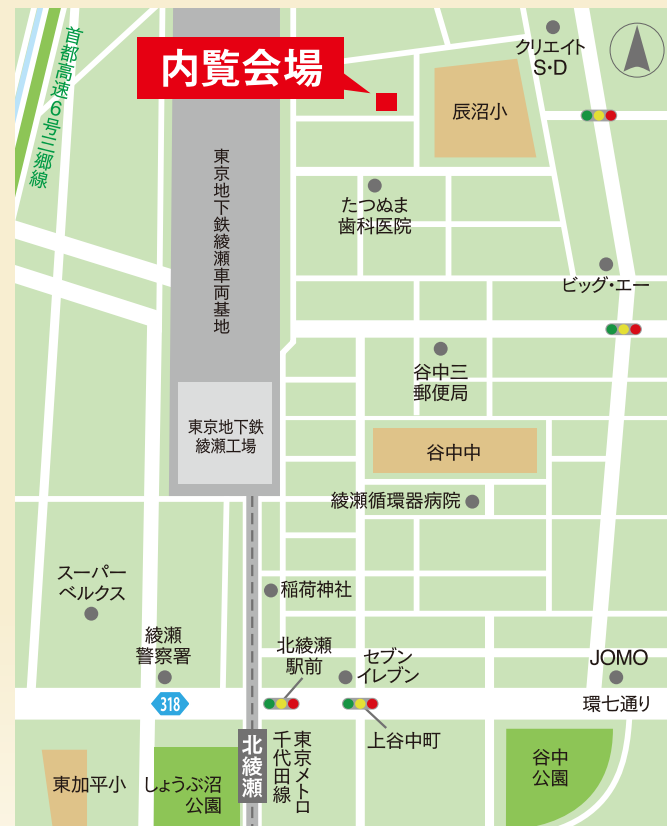 首都高速6号三郷線
内覧会場
クリエイト
S・D
辰沼小
東京地下鉄綾瀬車両基地
たつぬま
歯科医院
ビッグ・エー
谷中三
郵便局
東京地下鉄
綾瀬工場
谷中中
綾瀬循環器病院
スーパー
ベルクス
稲荷神社
綾瀬
警察署
北綾瀬
駅前
セブン
イレブン
JOMO
318
環七通り
上谷中町
北綾瀬
東京メトロ
千代田線
東加平小
しょうぶ沼
公園
谷中
公園